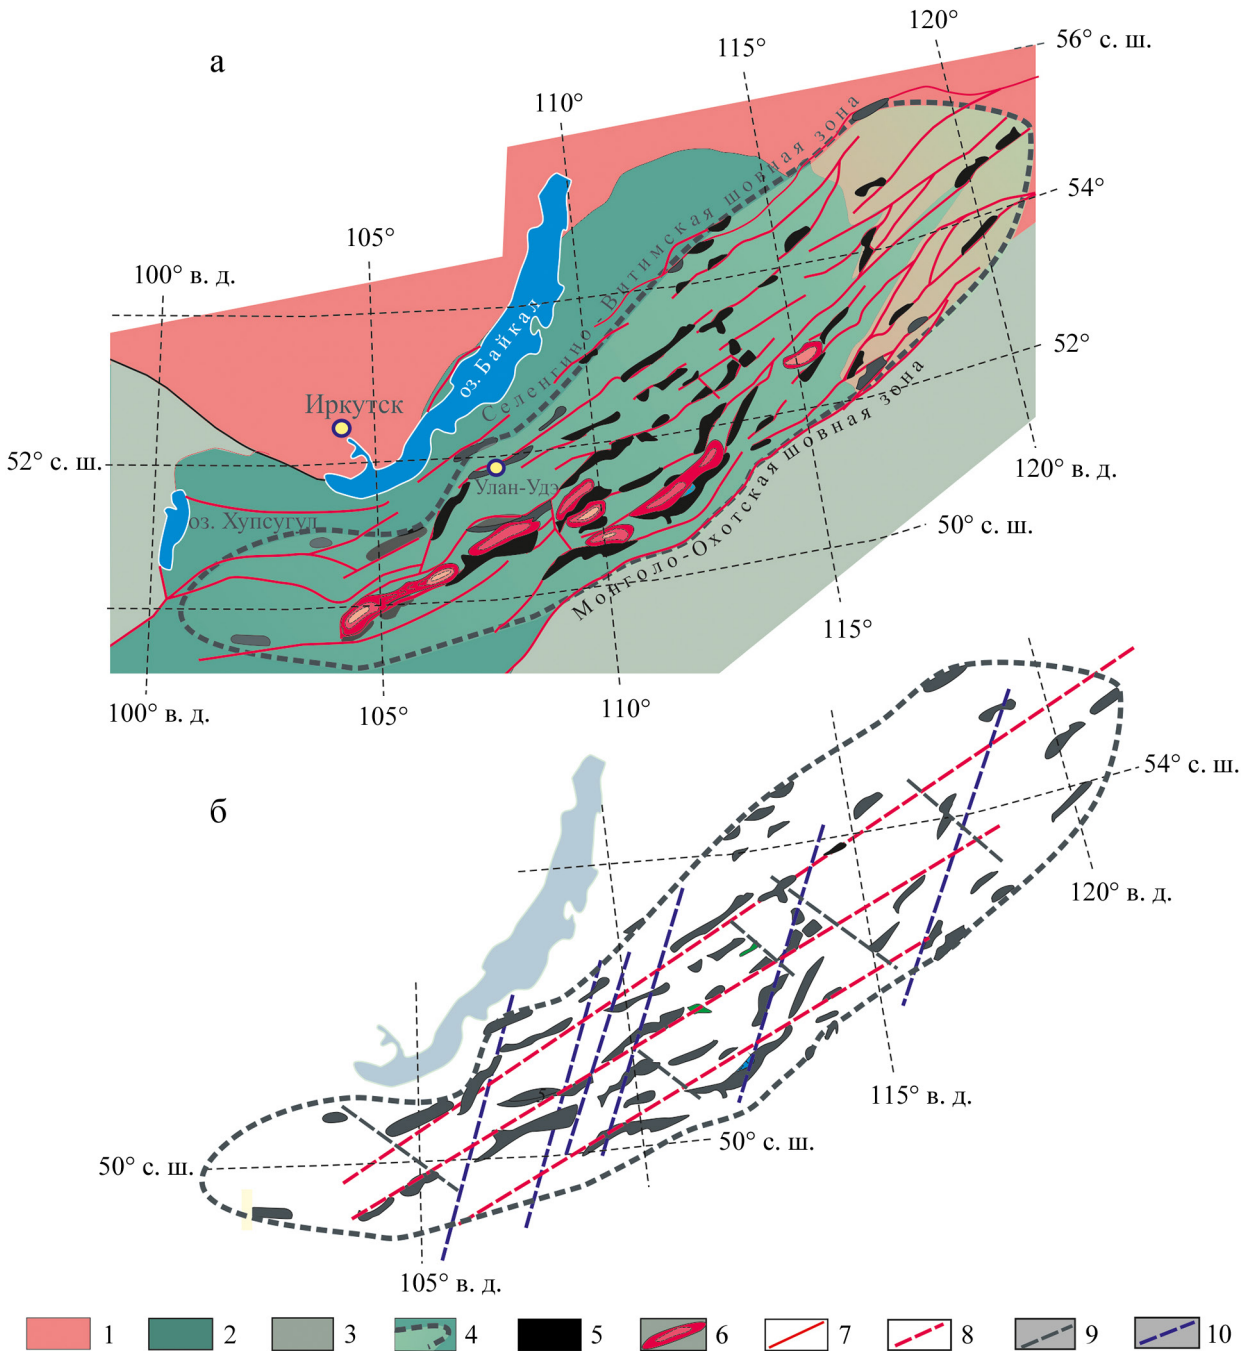 а
120°
56° с. ш.
115°
110°
54°
105°
100° в. д.
Селенгино - Витимская шовная зона
оз. Байкал
52°
Иркутск
52° с. ш.
120° в. д.
Улан-Удэ
оз. Хупсугул
50° с. ш.
Монголо - Охотская шовная зона
115°
100° в. д.
105°
110°
б
54° с. ш.
120° в. д.
115° в. д.
50° с. ш.
50° с. ш.
5
105° в. д.
1 2 3 4 5 6 7 8 9 10